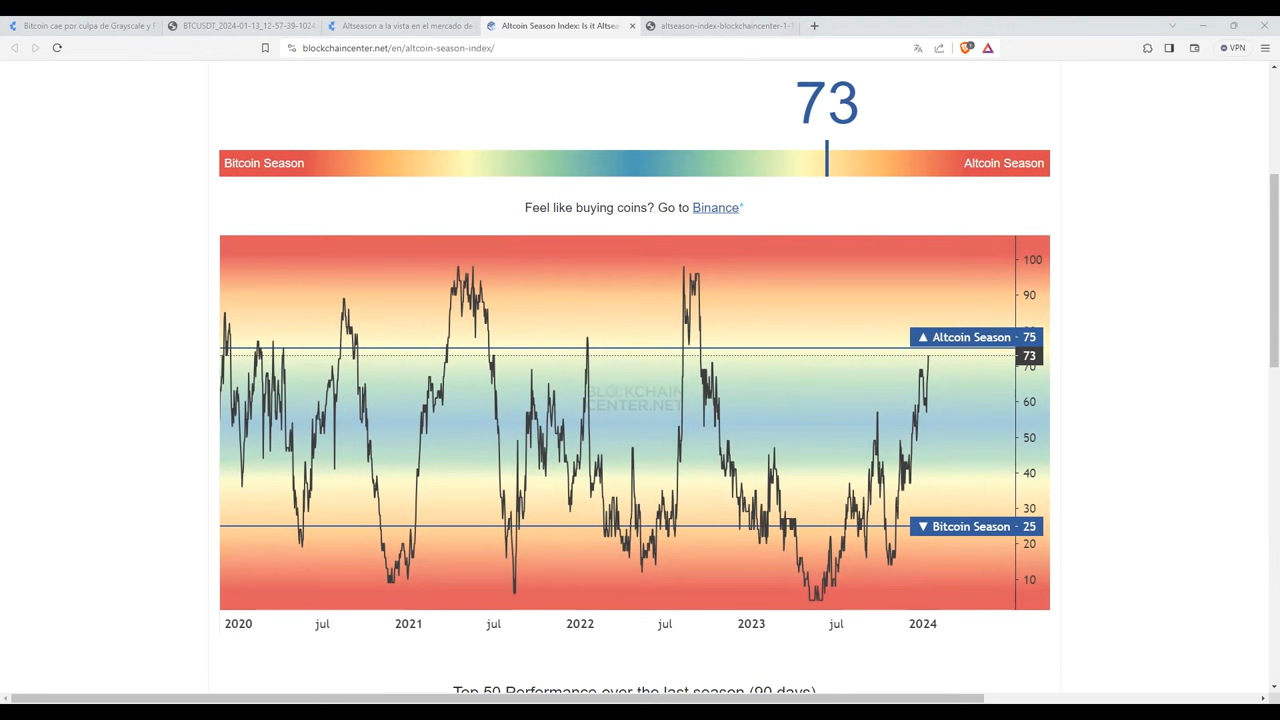 Bitcoin cae por culpa de Grayscale y F
BTCUSDT_2024-01-13_12-57-39-1024
Altseason a la vista en el mercado de
Altcoin Season Index: Is it Altsea
altseason-index-blockchaincenter-1-1
blockchaincenter.net/en/altcoin-season-index/
VPN
73
Bitcoin Season
Altcoin Season
Feel like buying coins? Go to Binance*
100
90
▲ Altcoin Season - 75
73
70
60
50
40
30
▼ Bitcoin Season - 25
20
10
BLOCKCHAIN
CENTER.NET
2020
jul
2021
jul
2022
jul
2023
jul
2024
Top 50 Performance over the last season (90 days)